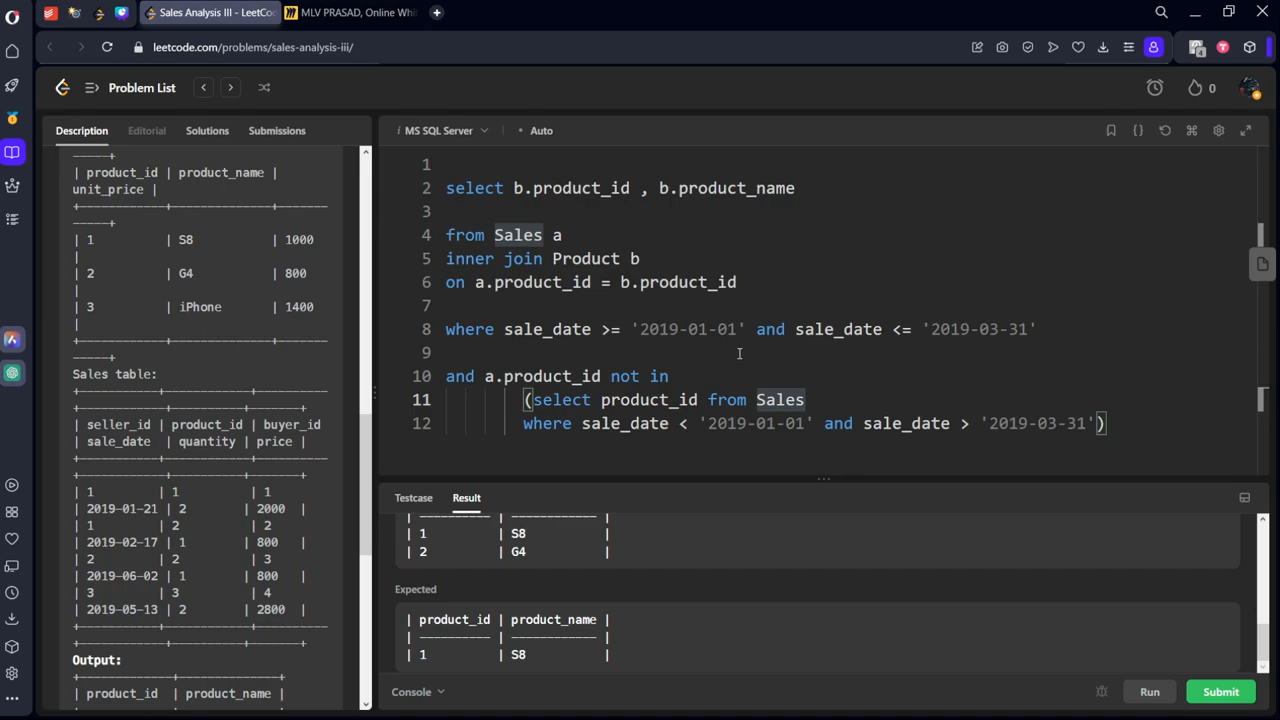 Sales Analysis III - LeetCo
MLV PRASAD, Online Whi
leetcode.com/problems/sales-analysis-iii/
4
Problem List
0
Description
Editorial
Solutions
Submissions
MS SQL Server
Auto
-----+
| product_id | product_name |
unit_price |
+------------+--------------+-------
-----+
| 1 | S8 | 1000
|
| 2 | G4 | 800
|
| 3 | iPhone | 1400
|
+------------+--------------+-------
-----+
Sales table:
+-----------+------------+----------
+------------+----------+-------+
| seller_id | product_id | buyer_id
| sale_date | quantity | price |
+-----------+------------+----------
+------------+----------+-------+
| 1 | 1 | 1
| 2019-01-21 | 2 | 2000 |
| 1 | 2 | 2
| 2019-02-17 | 1 | 800 |
| 2 | 2 | 3
| 2019-06-02 | 1 | 800 |
| 3 | 3 | 4
| 2019-05-13 | 2 | 2800 |
+-----------+------------+----------
+------------+----------+-------+
Output:
+-------------+--------------+
| product_id | product_name |
1
2 select b.product_id , b.product_name
3
4 from Sales a
5 inner join Product b
6 on a.product_id = b.product_id
7
8 where sale_date >= '2019-01-01' and sale_date <= '2019-03-31'
9
10 and a.product_id not in
11 (select product_id from Sales
12 where sale_date < '2019-01-01' and sale_date > '2019-03-31')
Testcase
Result
| ---------- | ------------ |
| 1 | S8 |
| 2 | G4 |
Expected
| product_id | product_name |
| ---------- | ------------ |
| 1 | S8 |
Console
Run
Submit